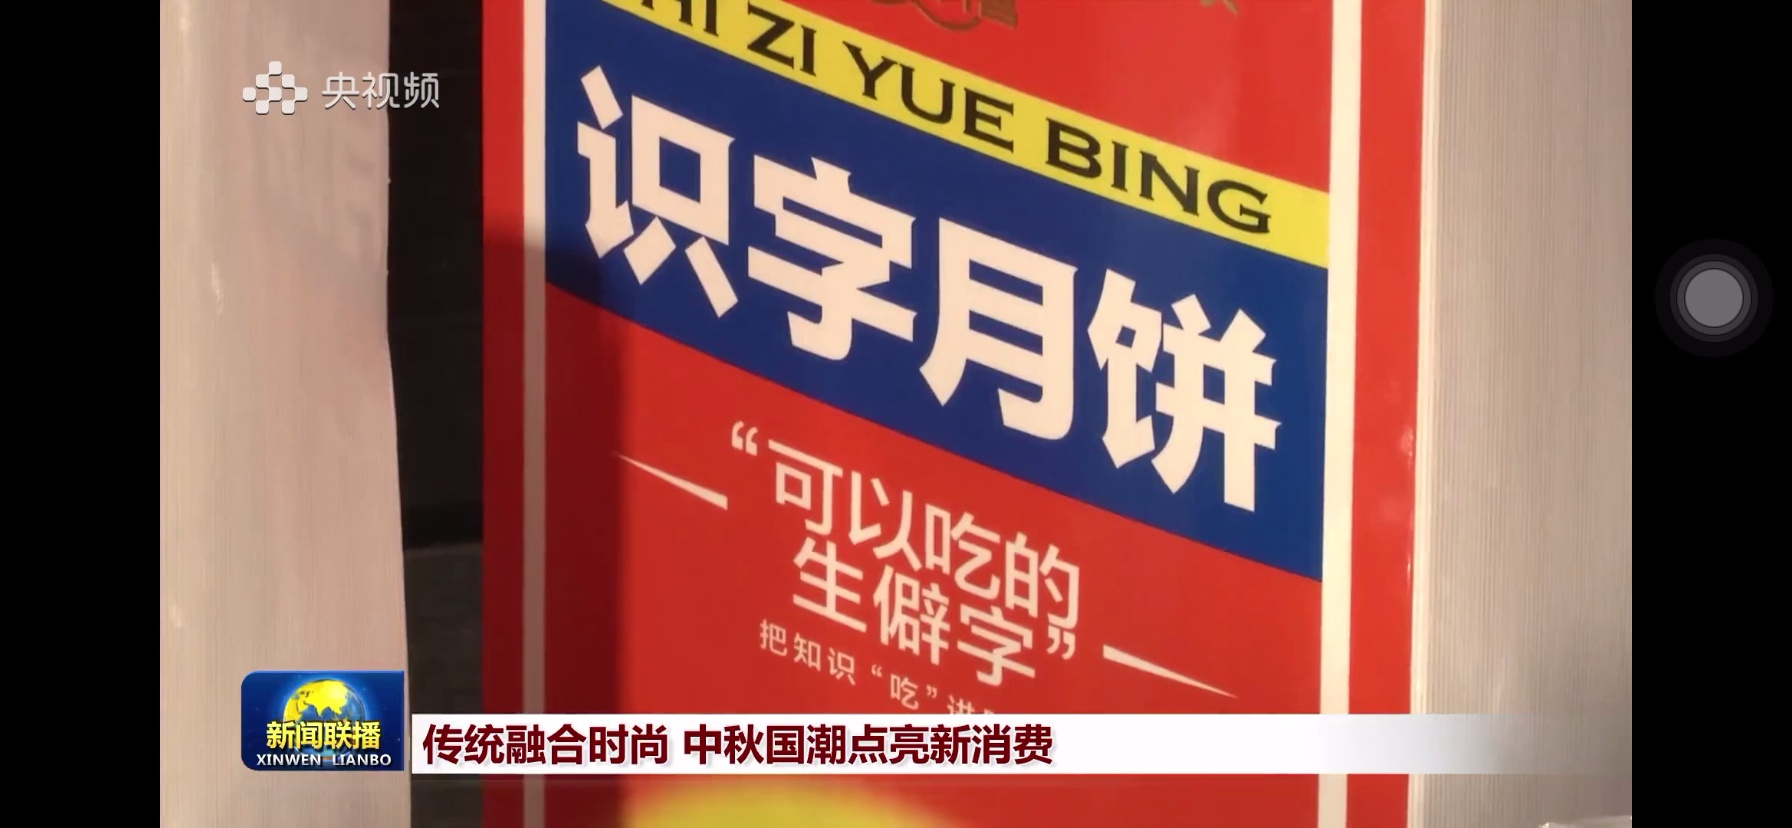 央视频
HI ZI YUE BING
识字月饼
“可以吃的
生僻字”
把知识“吃”进
新闻联播
XINWEN LIANBO
传统融合时尚 中秋国潮点亮新消费